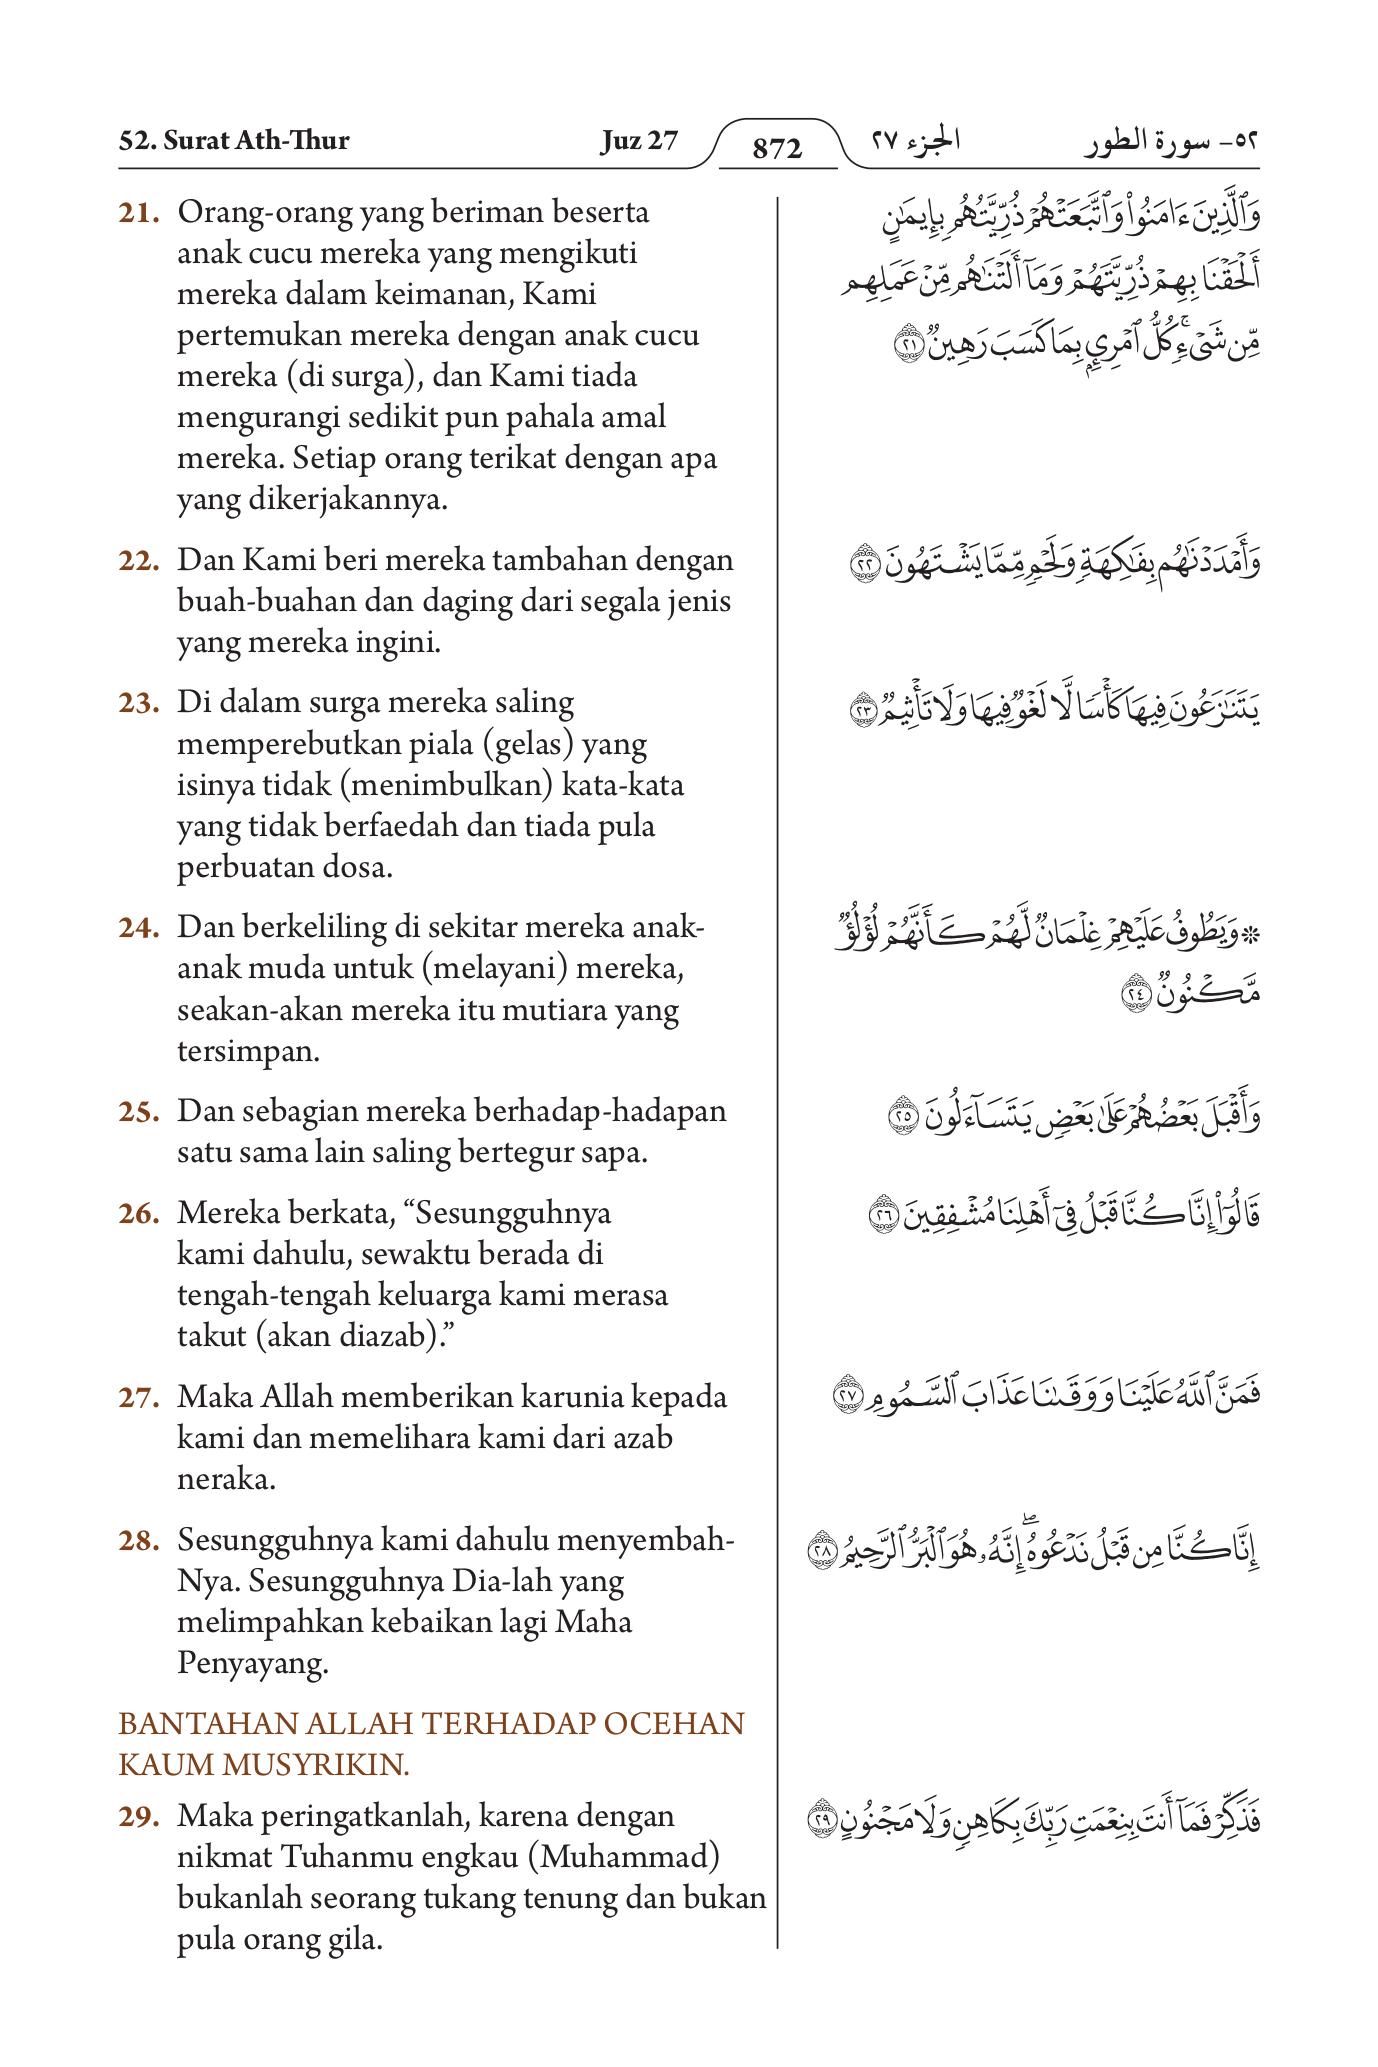 52. Surat Ath-Thur Juz 27 872 الجزء ٢٧ ٥٢- سورة الطور
21. Orang-orang yang beriman beserta
anak cucu mereka yang mengikuti
mereka dalam keimanan, Kami
pertemukan mereka dengan anak cucu
mereka (di surga), dan Kami tiada
mengurangi sedikit pun pahala amal
mereka. Setiap orang terikat dengan apa
yang dikerjakannya.
وَٱلَّذِينَ ءَامَنُوا۟ وَٱتَّبَعَتْهُمْ ذُرِّيَّتُهُم بِإِيمَـٰنٍ
أَلْحَقْنَا بِهِمْ ذُرِّيَّتَهُمْ وَمَآ أَلَتْنَـٰهُم مِّنْ عَمَلِهِم
مِّن شَىْءٍۚ كُلُّ ٱمْرِئٍۭ بِمَا كَسَبَ رَهِينٌ ٢١
22. Dan Kami beri mereka tambahan dengan
buah-buahan dan daging dari segala jenis
yang mereka ingini.
وَأَمْدَدْنَـٰهُم بِفَـٰكِهَةٍ وَلَحْمٍ مِّمَّا يَشْتَهُونَ ٢٢
23. Di dalam surga mereka saling
memperebutkan piala (gelas) yang
isinya tidak (menimbulkan) kata-kata
yang tidak berfaedah dan tiada pula
perbuatan dosa.
يَتَنَـٰزَعُونَ فِيهَا كَأْسًا لَّا لَغْوٌ فِيهَا وَلَا تَأْثِيمٌ ٢٣
24. Dan berkeliling di sekitar mereka anak-
anak muda untuk (melayani) mereka,
seakan-akan mereka itu mutiara yang
tersimpan.
۞ وَيَطُوفُ عَلَيْهِمْ غِلْمَانٌ لَّهُمْ كَأَنَّهُمْ لُؤْلُؤٌ
مَّكْنُونٌ ٢٤
25. Dan sebagian mereka berhadap-hadapan
satu sama lain saling bertegur sapa.
وَأَقْبَلَ بَعْضُهُمْ عَلَىٰ بَعْضٍ يَتَسَآءَلُونَ ٢٥
26. Mereka berkata, “Sesungguhnya
kami dahulu, sewaktu berada di
tengah-tengah keluarga kami merasa
takut (akan diazab).”
قَالُوٓا۟ إِنَّا كُنَّا قَبْلُ فِىٓ أَهْلِنَا مُشْفِقِينَ ٢٦
27. Maka Allah memberikan karunia kepada
kami dan memelihara kami dari azab
neraka.
فَمَنَّ ٱللَّهُ عَلَيْنَا وَوَقَىٰنَا عَذَابَ ٱلسَّمُومِ ٢٧
28. Sesungguhnya kami dahulu menyembah-
Nya. Sesungguhnya Dia-lah yang
melimpahkan kebaikan lagi Maha
Penyayang.
إِنَّا كُنَّا مِن قَبْلُ نَدْعُوهُۖ إِنَّهُۥ هُوَ ٱلْبَرُّ ٱلرَّحِيمُ ٢٨
BANTAHAN ALLAH TERHADAP OCEHAN
KAUM MUSYRIKIN.
29. Maka peringatkanlah, karena dengan
nikmat Tuhanmu engkau (Muhammad)
bukanlah seorang tukang tenung dan bukan
pula orang gila.
فَذَكِّرْ فَمَآ أَنتَ بِنِعْمَتِ رَبِّكَ بِكَاهِنٍ وَلَا مَجْنُونٍ ٢٩